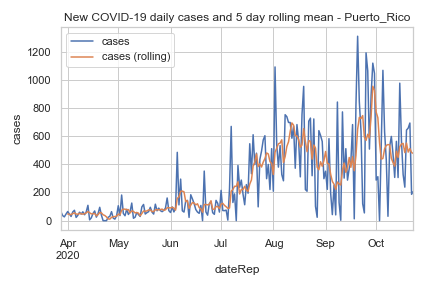 New COVID-19 daily cases and 5 day rolling mean - Puerto_Rico
cases
cases (rolling)
1200
1000
800
600
400
200
0
cases
Apr May Jun Jul Aug Sep Oct
2020
dateRep